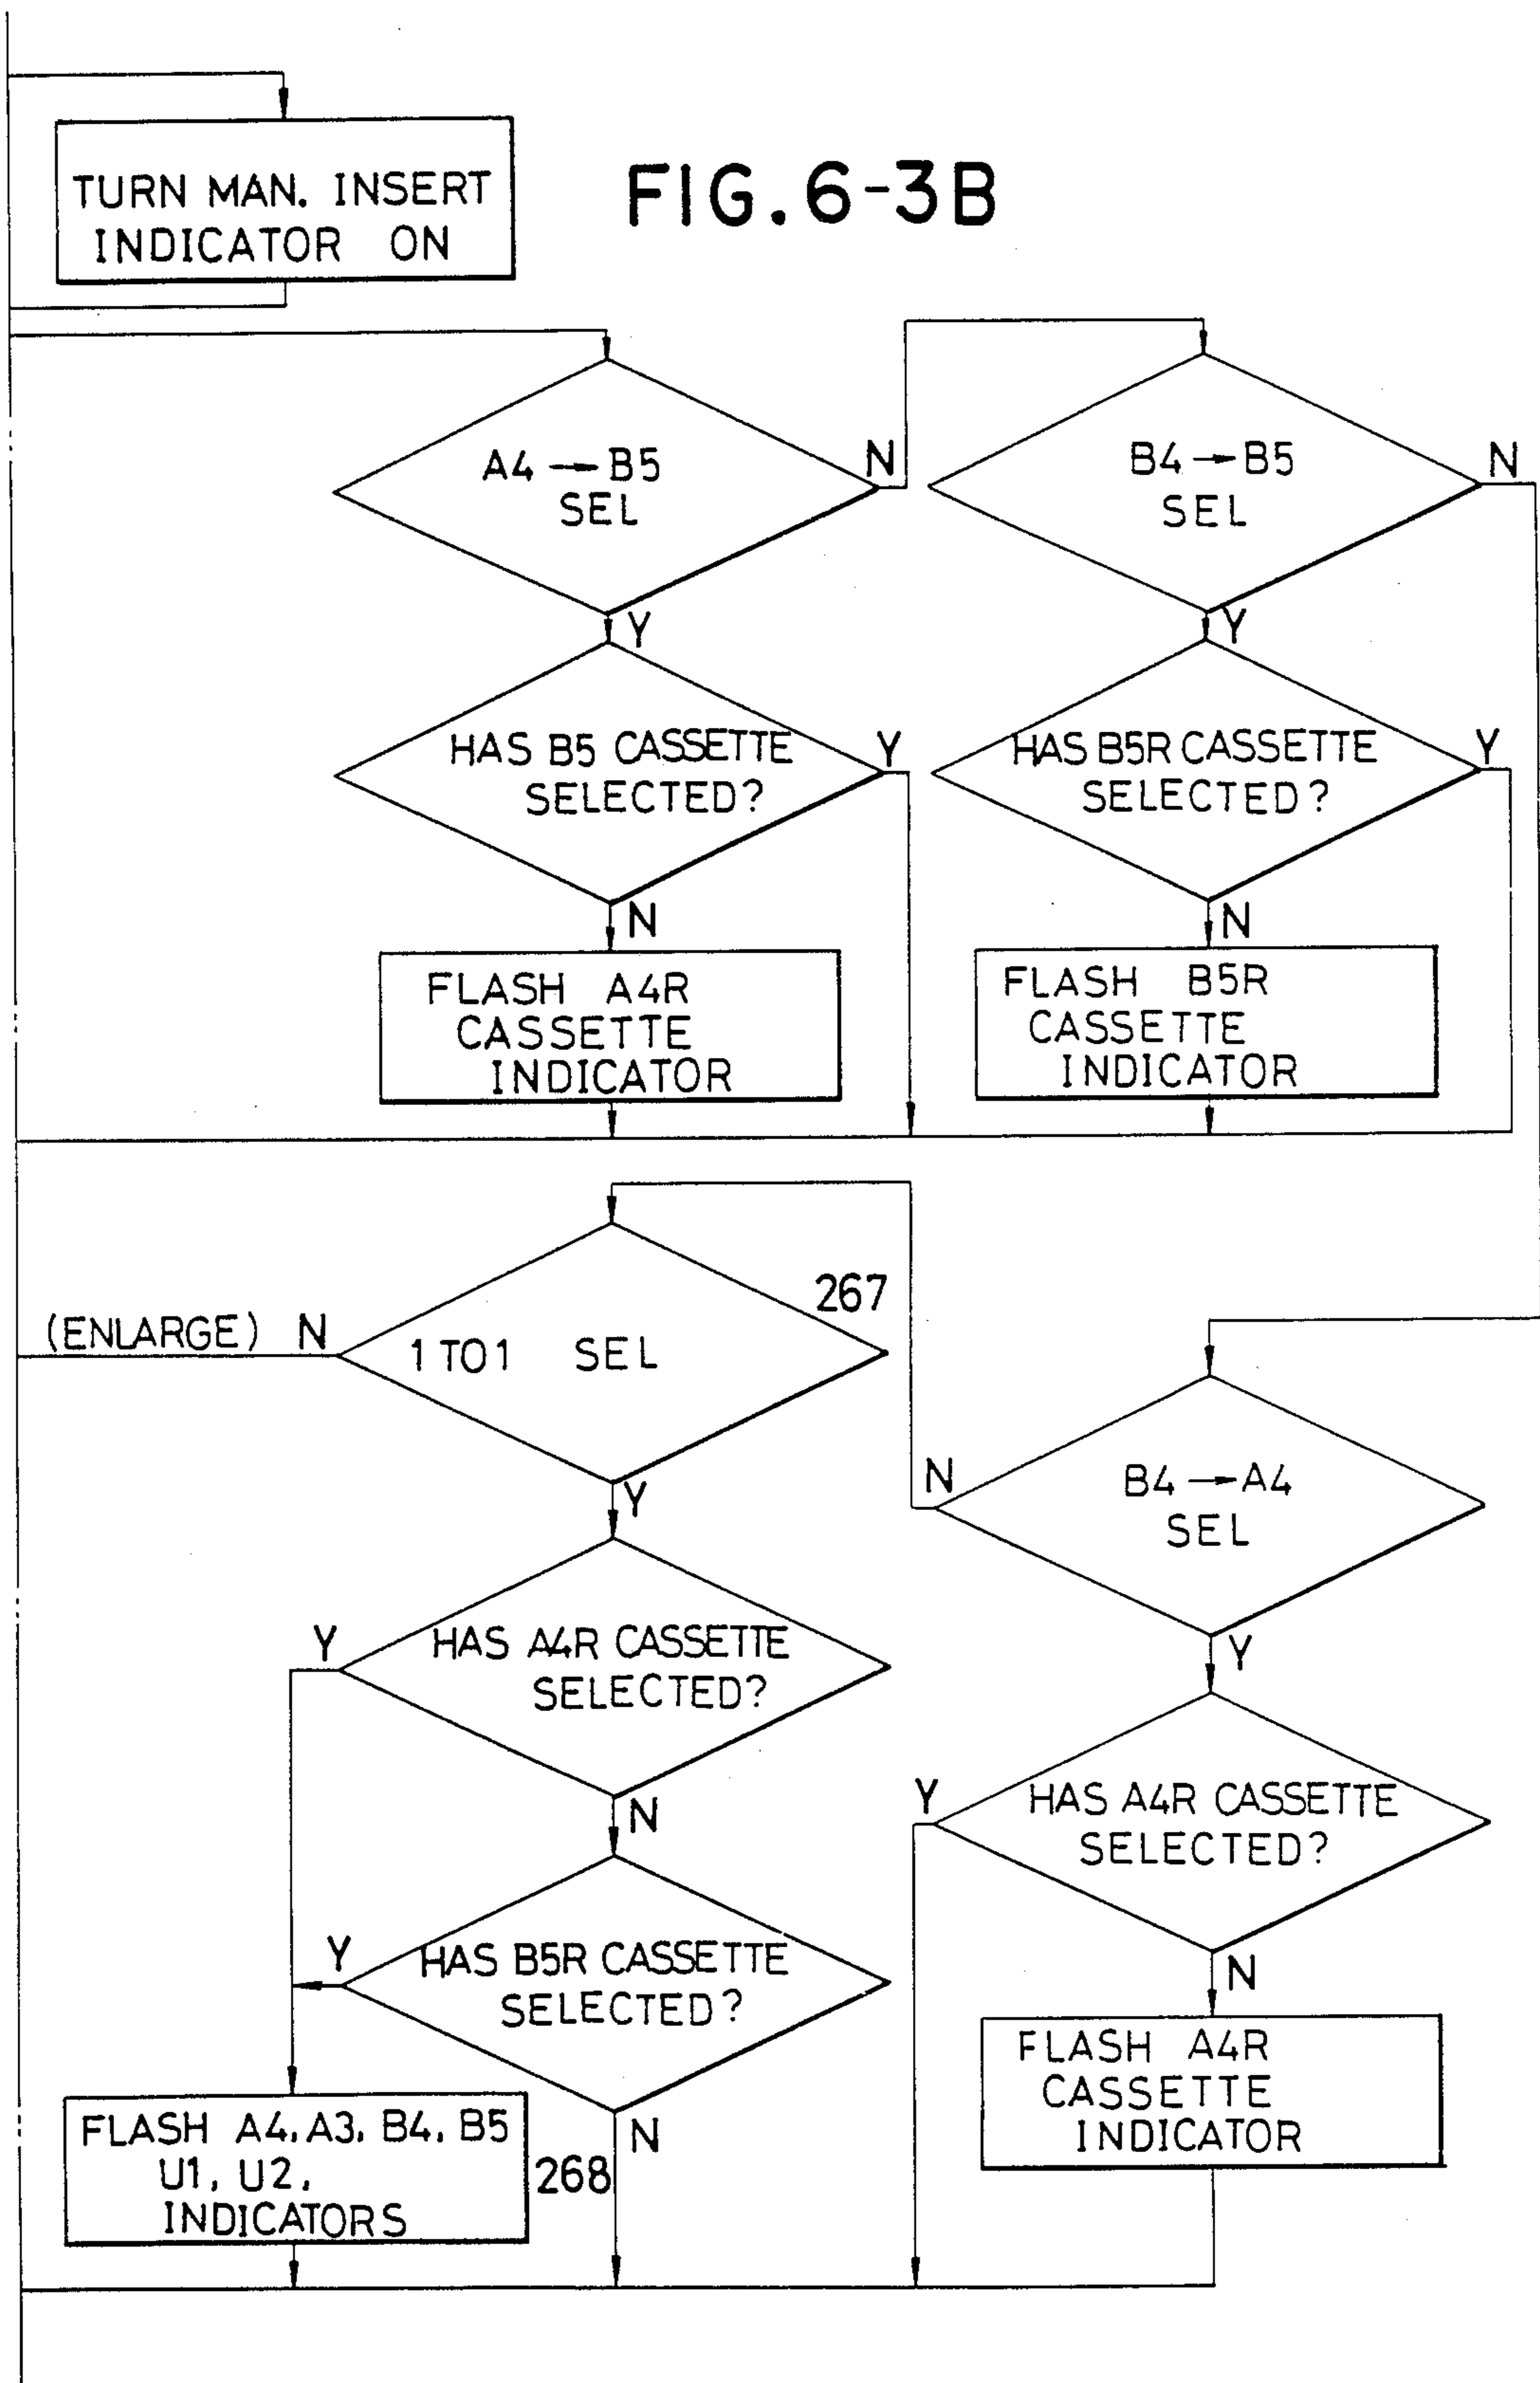 FIG.6-3B
TURN MAN. INSERT
INDICATOR ON
A4 → B5
SEL
N
Y
B4 → B5
SEL
N
Y
HAS B5 CASSETTE
SELECTED?
Y
N
HAS B5R CASSETTE
SELECTED?
Y
N
FLASH A4R
CASSETTE
INDICATOR
FLASH B5R
CASSETTE
INDICATOR
267
(ENLARGE) N
1 TO 1 SEL
Y
N
B4 → A4
SEL
Y
Y
HAS A4R CASSETTE
SELECTED?
N
Y
HAS A4R CASSETTE
SELECTED?
N
Y
HAS B5R CASSETTE
SELECTED?
N
FLASH A4R
CASSETTE
INDICATOR
FLASH A4, A3, B4, B5
U1, U2,
INDICATORS
268